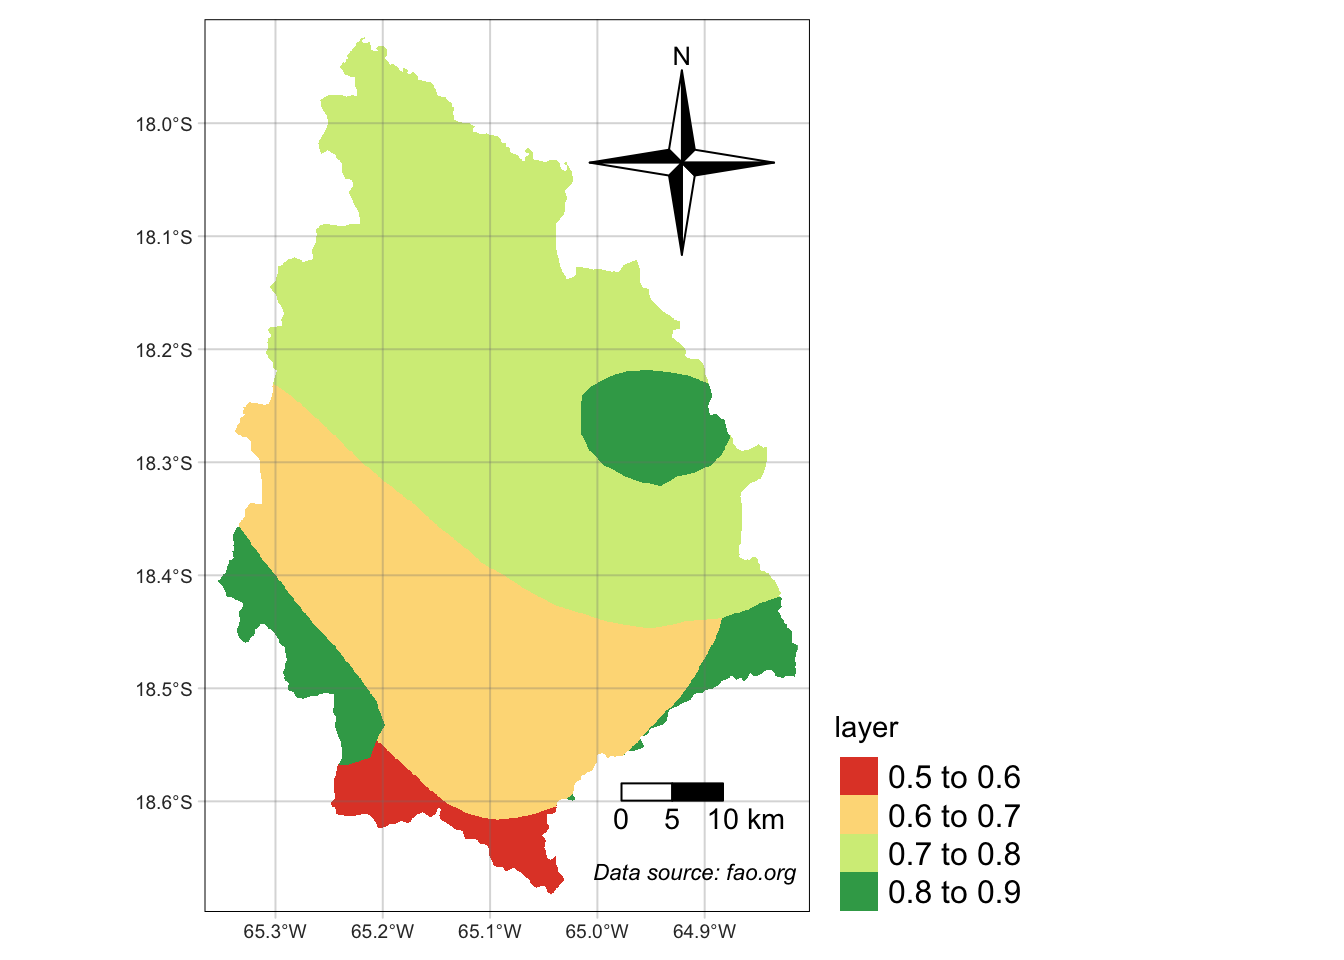 N
18.0°S
18.1°S
18.2°S
18.3°S
18.4°S
18.5°S
18.6°S
65.3°W 65.2°W 65.1°W 65.0°W 64.9°W
0 5 10 km
Data source: fao.org
layer
0.5 to 0.6
0.6 to 0.7
0.7 to 0.8
0.8 to 0.9